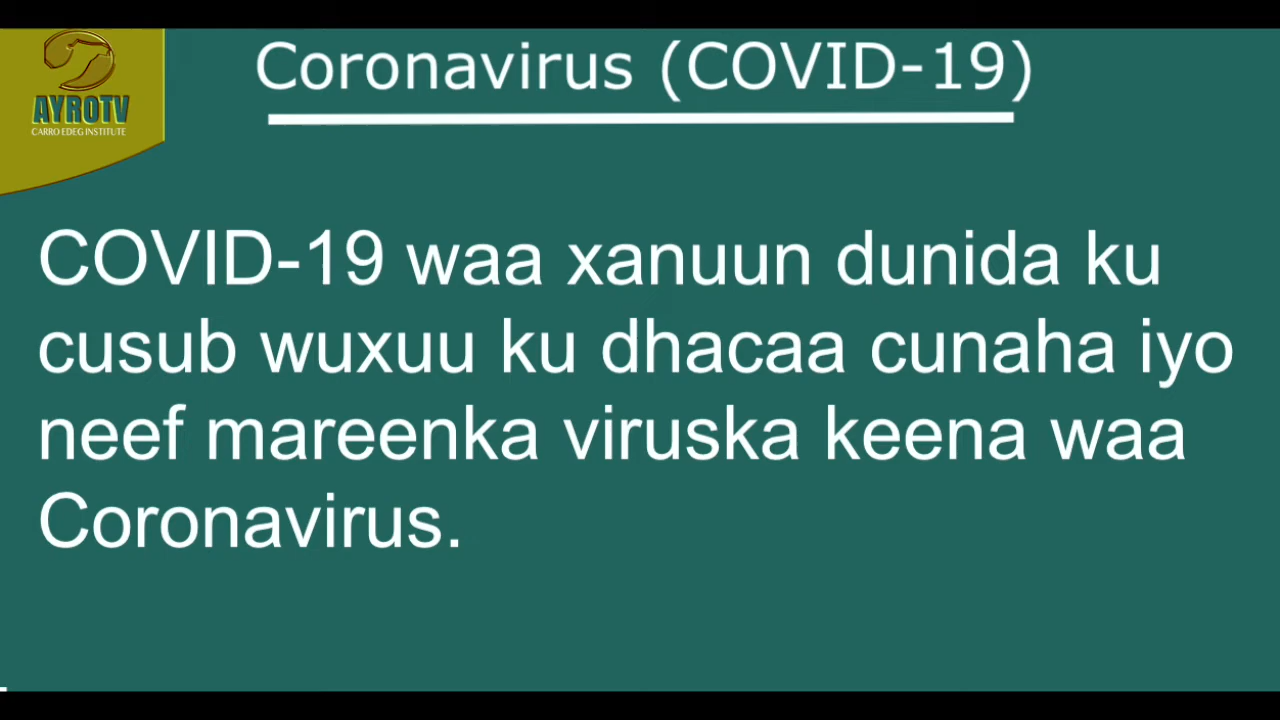 AYROTV
CARRO EDEG INSTITUTE
Coronavirus (COVID-19)
COVID-19 waa xanuun dunida ku
cusub wuxuu ku dhacaa cunaha iyo
neef mareenka viruska keena waa
Coronavirus.